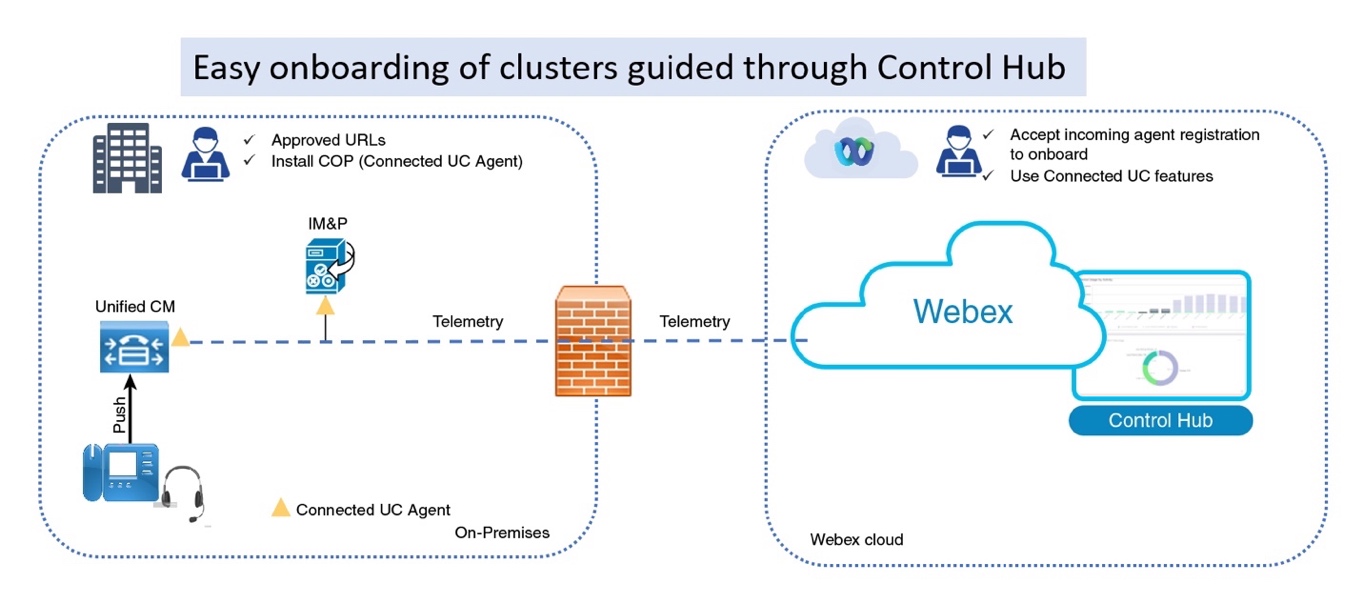 Easy onboarding of clusters guided through Control Hub
✓ Approved URLs
✓ Install COP (Connected UC Agent)
✓ Accept incoming agent registration
to onboard
✓ Use Connected UC features
IM&P
Unified CM
Telemetry
Telemetry
Webex
Push
Control Hub
Connected UC Agent
On-Premises
Webex cloud